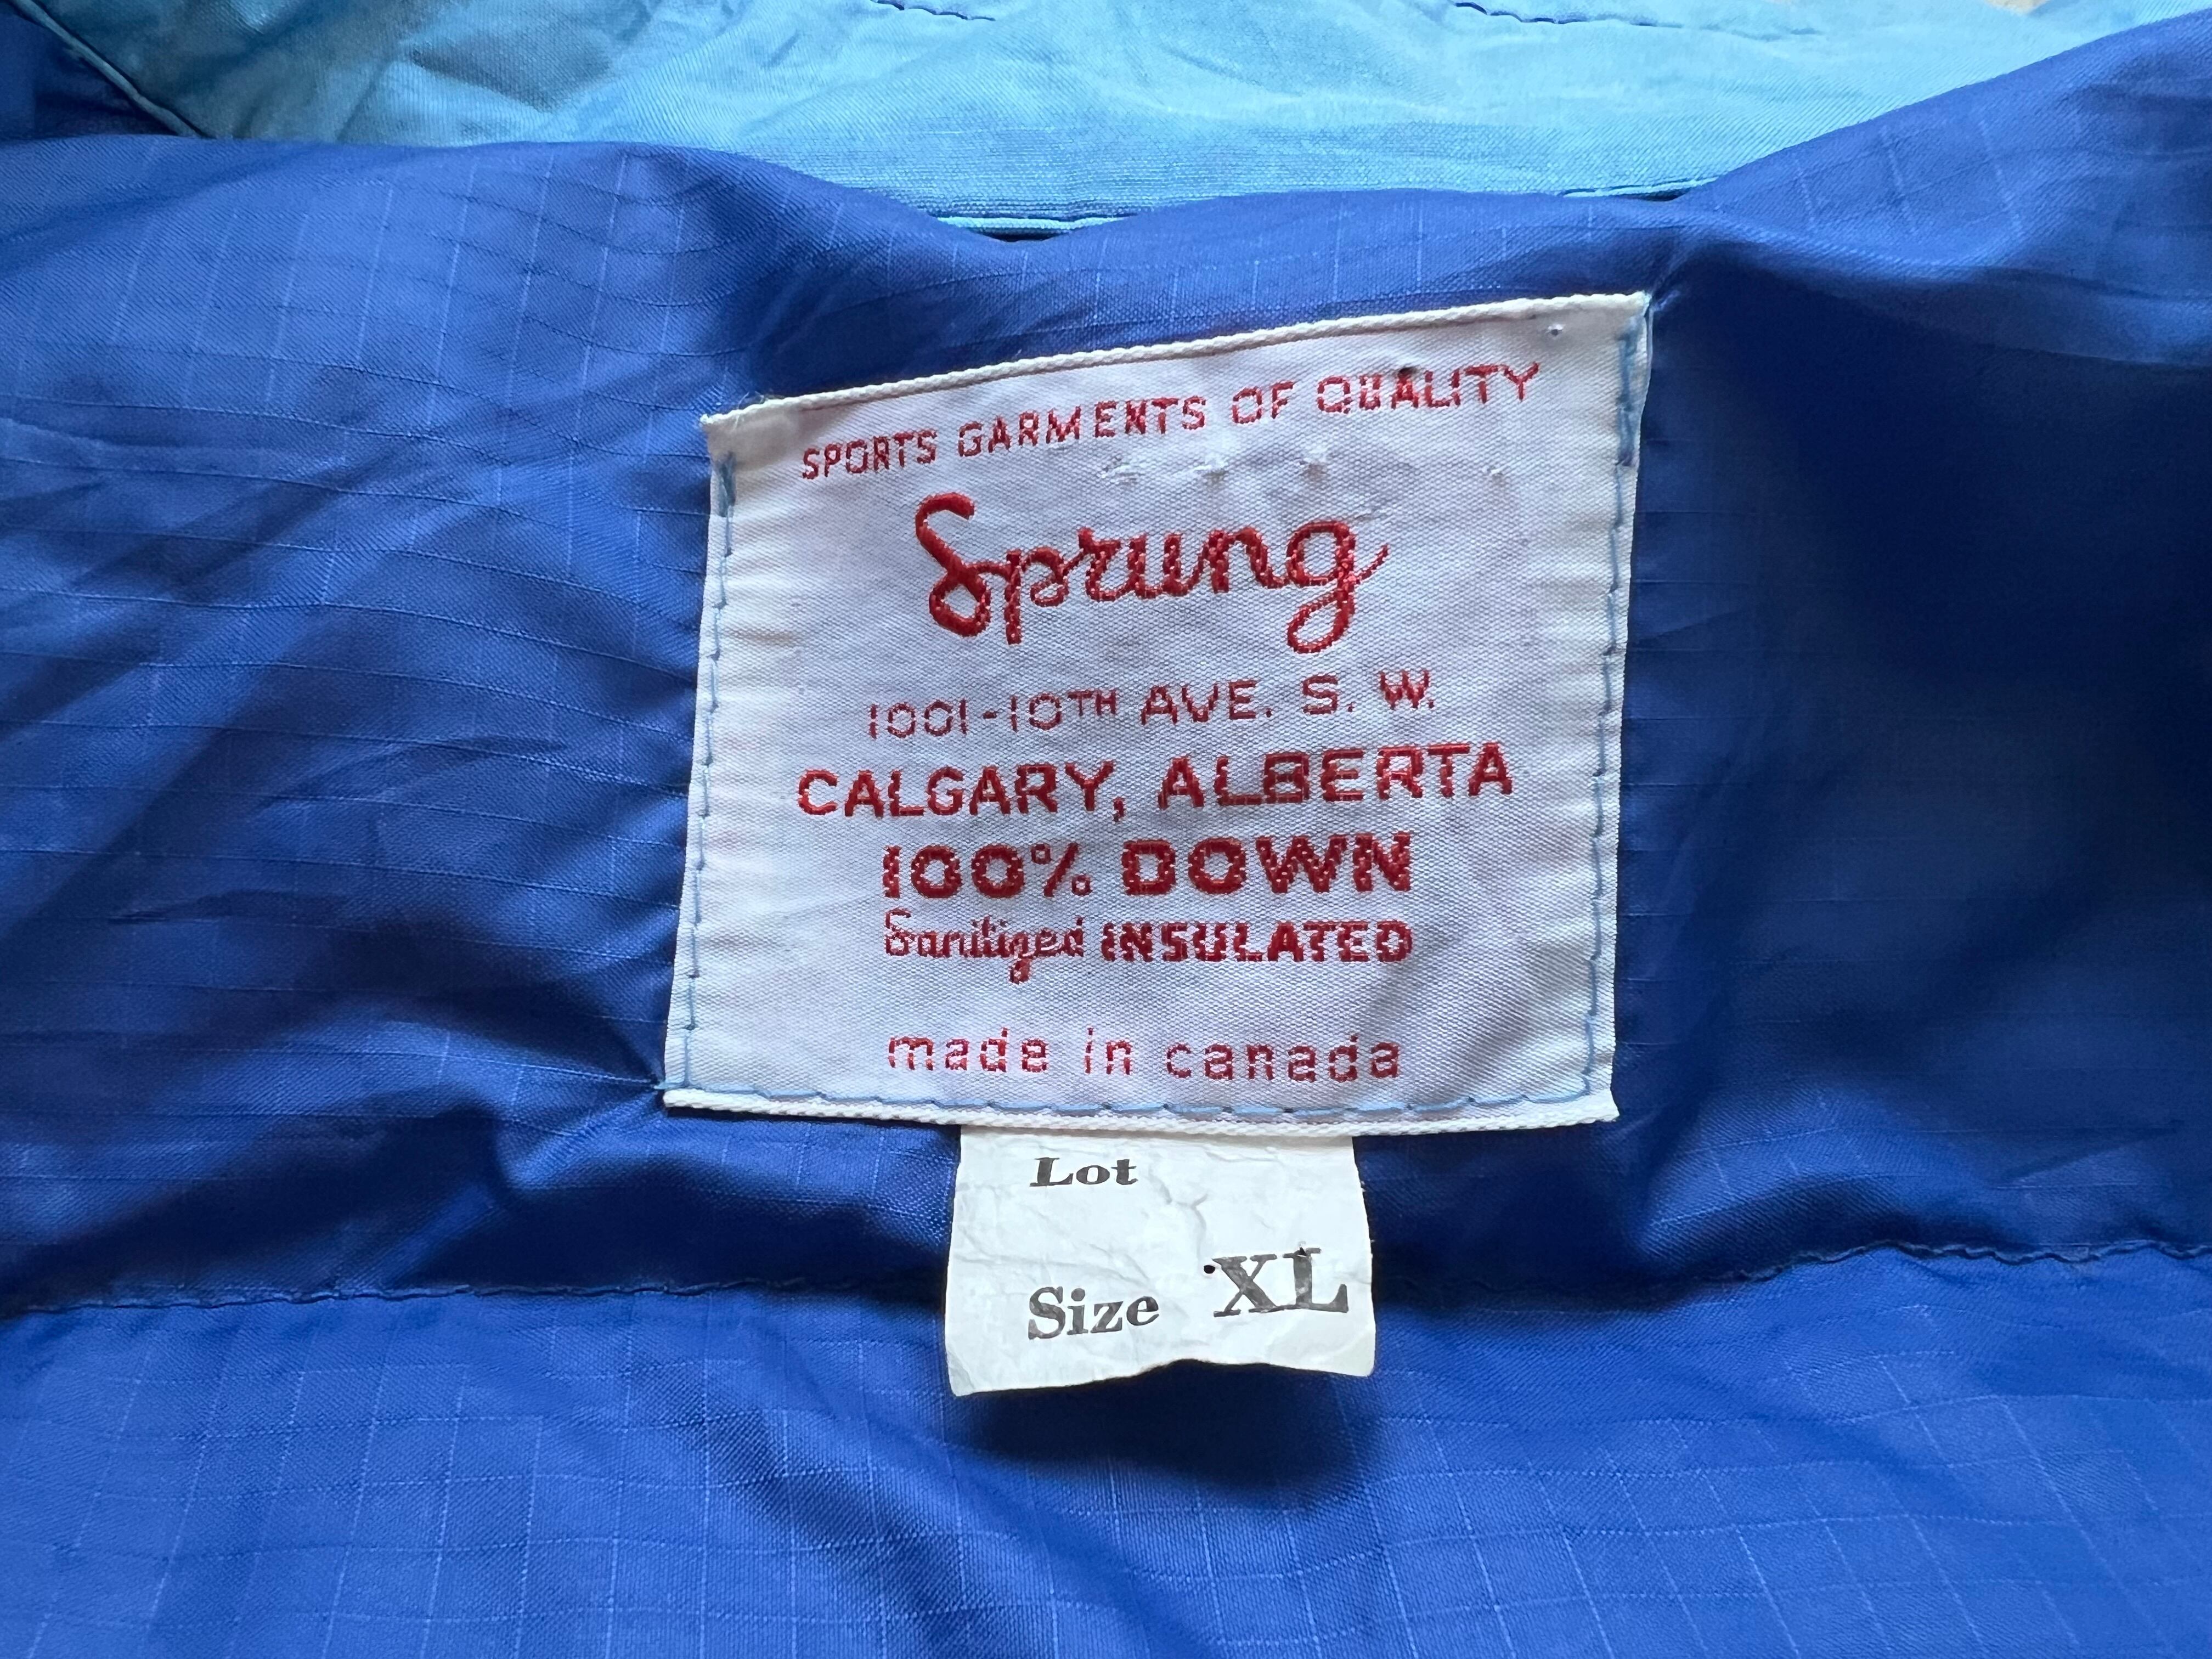 SPORTS GARMENTS OF QUALITY
Sprung
1001-10TH AVE. S. W.
CALGARY, ALBERTA
100% DOWN
Sanitized INSULATED
made in canada
Lot
Size XL